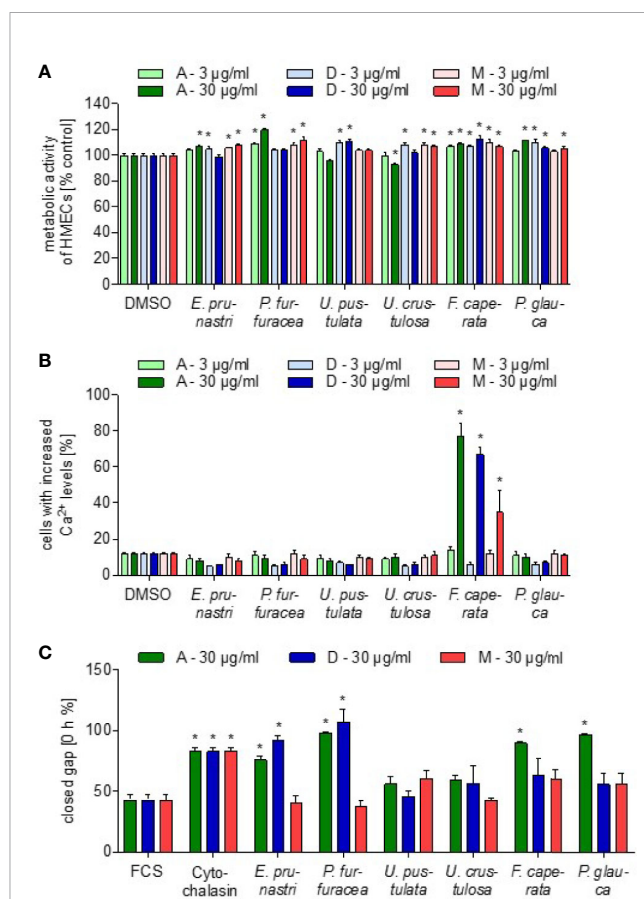 A
A - 3 µg/ml D - 3 µg/ml M - 3 µg/ml
A - 30 µg/ml D - 30 µg/ml M - 30 µg/ml
metabolic activity
of HMECs [% control]
140
120
100
80
60
40
20
0
* * * * * * * * * * * * * * * * * * * * * * * * * *
DMSO E. pru- P. fur- U. pus- U. crus- F. cape- P. glau-
nastri furacea tulata tulosa rata ca
B
A - 3 µg/ml D - 3 µg/ml M - 3 µg/ml
A - 30 µg/ml D - 30 µg/ml M - 30 µg/ml
cells with increased
Ca²⁺ levels [%]
100
80
60
40
20
0
* * *
DMSO E. pru- P. fur- U. pus- U. crus- F. cape- P. glau-
nastri furacea tulata tulosa rata ca
C
A - 30 µg/ml D - 30 µg/ml M - 30 µg/ml
closed gap [0 h %]
150
100
50
0
* * * * * * * * *
FCS Cyto- E. pru- P. fur- U. pus- U. crus- F. cape- P. glau-
chalasin nastri furacea tulata tulosa rata ca